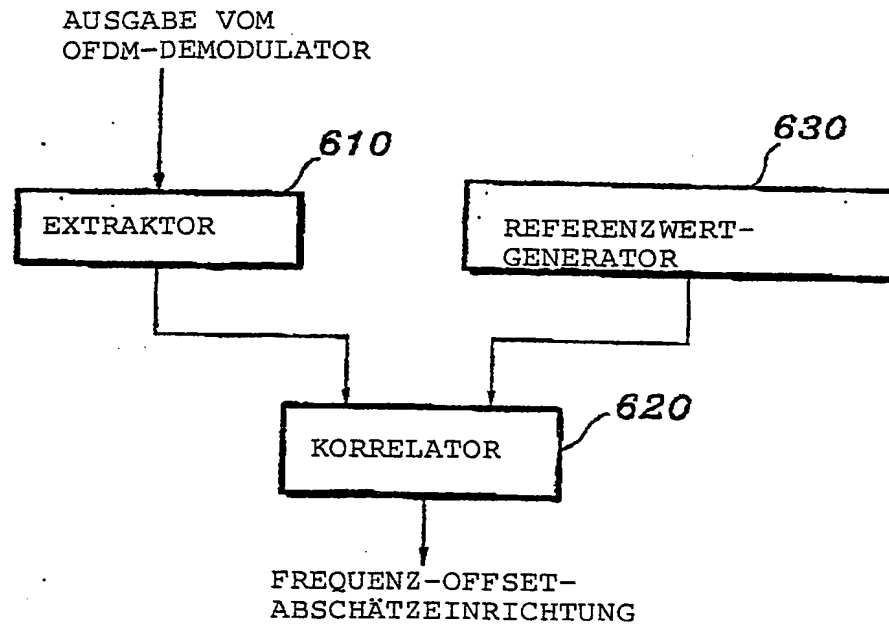 AUSGABE VOM
OFDM-DEMODULATOR
610
630
EXTRAKTOR
REFERENZWERT-
GENERATOR
620
KORRELATOR
FREQUENZ-OFFSET-
ABSCHÄTZEINRICHTUNG